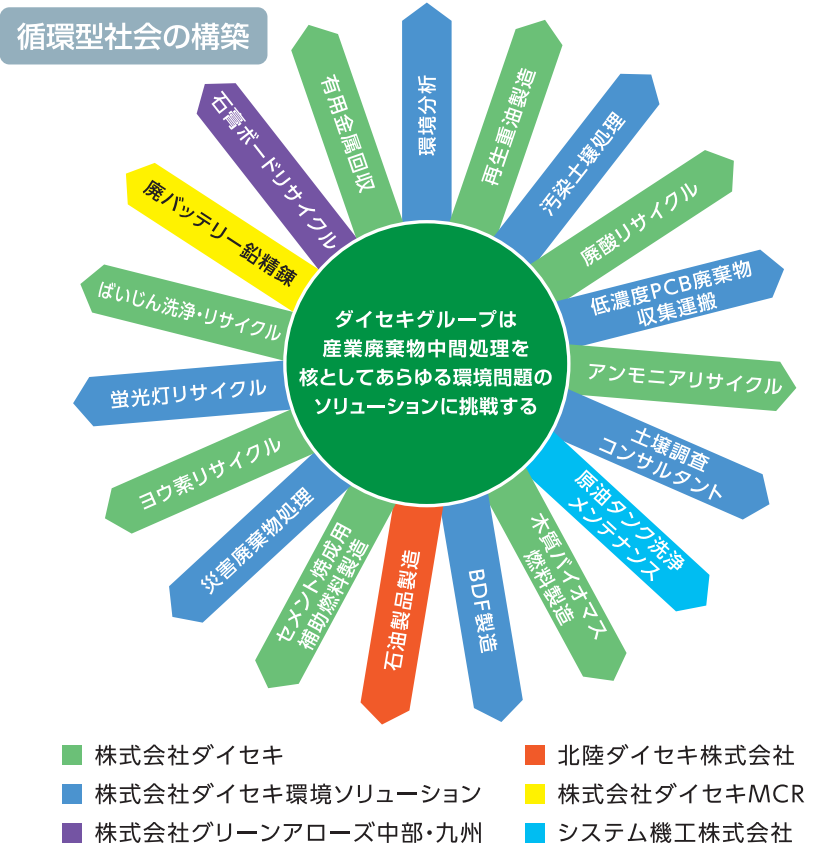 循環型社会の構築
環境分析
再生重油製造
汚染土壌処理
廃酸リサイクル
低濃度PCB廃棄物
収集運搬
アンモニアリサイクル
土壌調査
コンサルタント
原油タンク洗浄
メンテナンス
木質バイオマス
燃料製造
BDF製造
石油製品製造
セメント焼成用
補助燃料製造
災害廃棄物処理
ヨウ素リサイクル
蛍光灯リサイクル
ばいじん洗浄・リサイクル
廃バッテリー鉛精錬
石膏ボードリサイクル
有用金属回収
ダイセキグループは
産業廃棄物中間処理を
核としてあらゆる環境問題の
ソリューションに挑戦する
株式会社ダイセキ
株式会社ダイセキ環境ソリューション
株式会社グリーンアローズ中部・九州
北陸ダイセキ株式会社
株式会社ダイセキMCR
システム機工株式会社